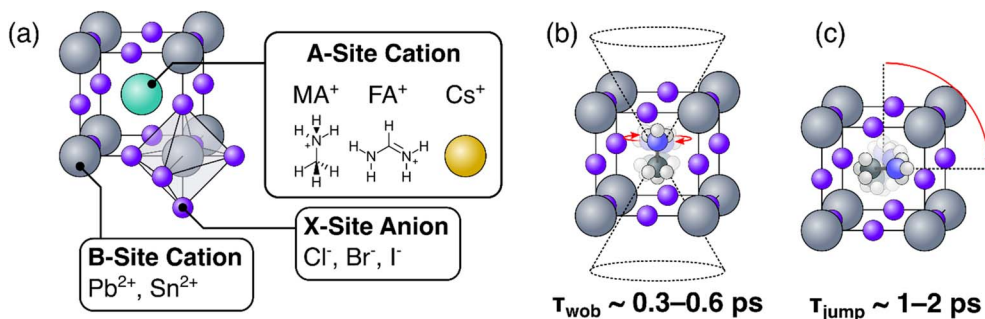 (a)
A-Site Cation
MA⁺ FA⁺ Cs⁺
H
H
N
H
+
C
H
H
H
H
H
N
H
H
N
H
+
H
X-Site Anion
Cl⁻, Br⁻, I⁻
B-Site Cation
Pb²⁺, Sn²⁺
(b)
τwob ~ 0.3–0.6 ps
(c)
τjump ~ 1–2 ps